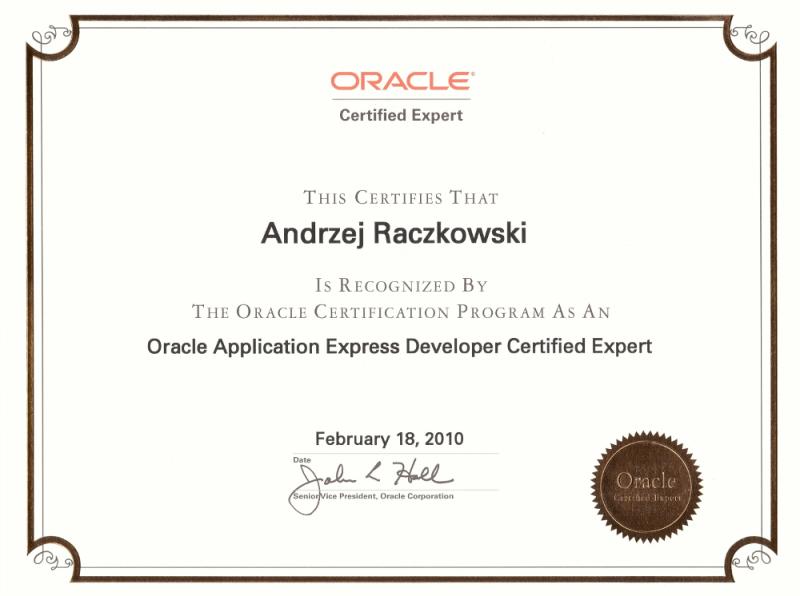 ORACLE®
Certified Expert
THIS CERTIFIES THAT
Andrzej Raczkowski
IS RECOGNIZED BY
THE ORACLE CERTIFICATION PROGRAM AS AN
Oracle Application Express Developer Certified Expert
February 18, 2010
Date
John L Hall
Senior Vice President, Oracle Corporation
Oracle
Certified Expert